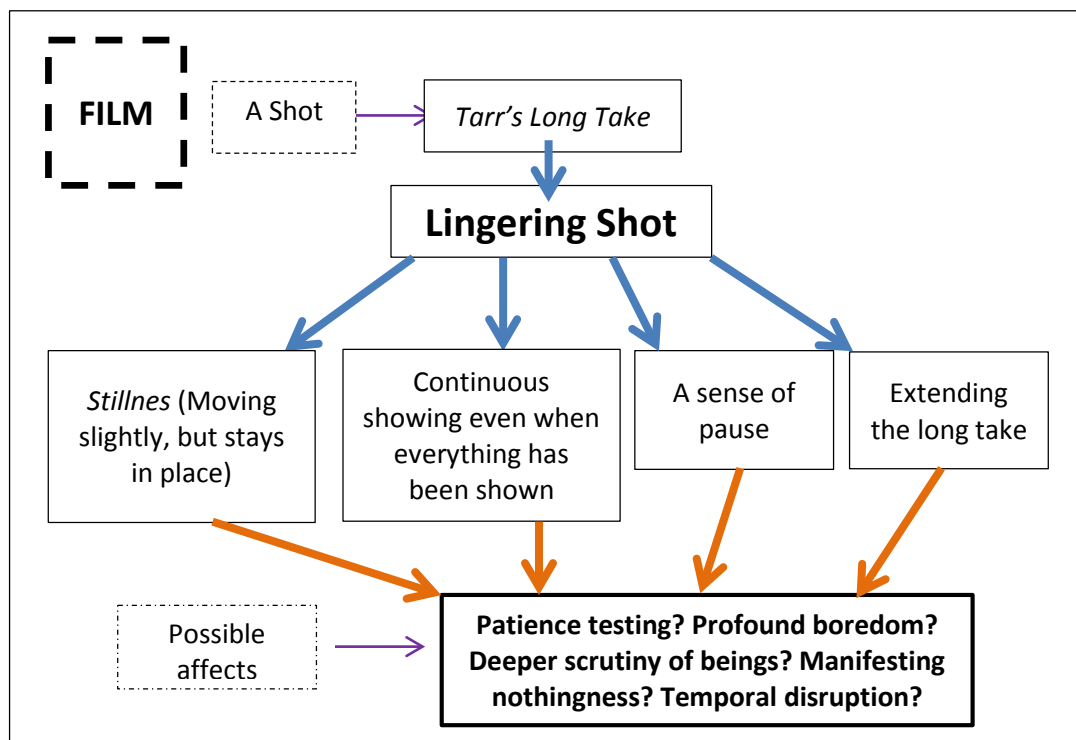 FILM
A Shot
Tarr's Long Take
Lingering Shot
Stillnes (Moving
slightly, but stays
in place)
Continuous
showing even when
everything has
been shown
A sense of
pause
Extending
the long take
Possible
affects
Patience testing? Profound boredom?
Deeper scrutiny of beings? Manifesting
nothingness? Temporal disruption?